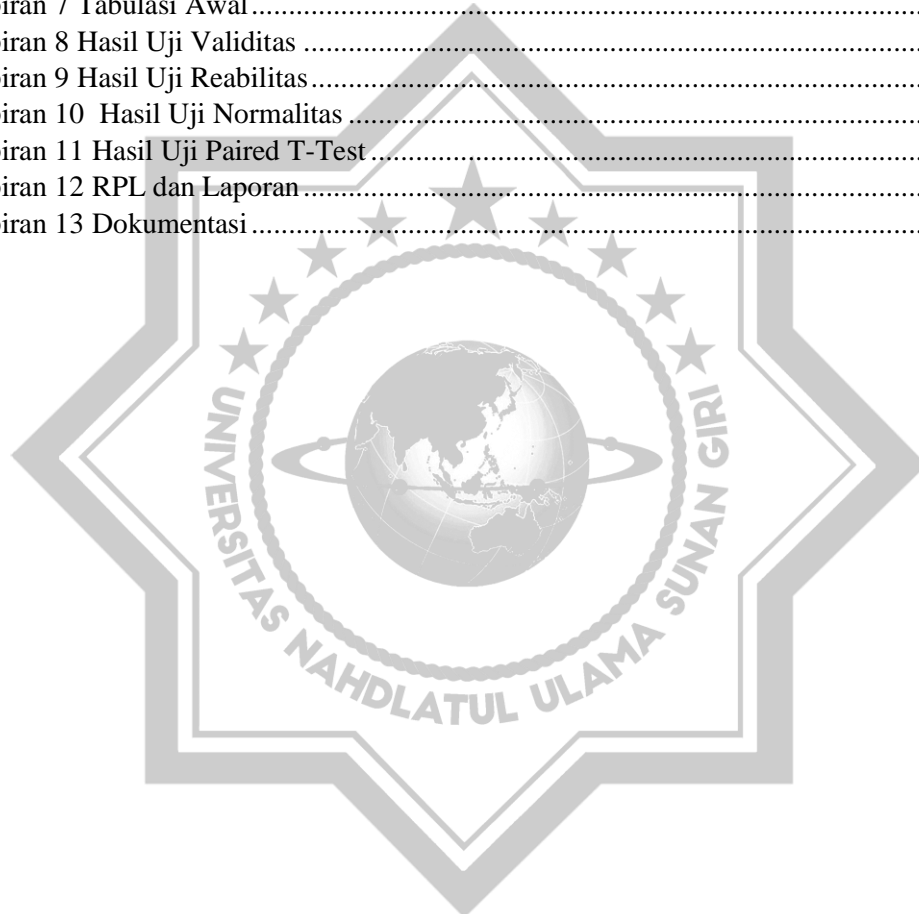 piran 7 Tabulasi Awal................................................................................
piran 8 Hasil Uji Validitas ................................................................................
piran 9 Hasil Uji Reabilitas................................................................................
piran 10  Hasil Uji Normalitas ................................................................................
piran 11 Hasil Uji Paired T-Test ................................................................................
piran 12 RPL dan Laporan................................................................................
piran 13 Dokumentasi................................................................................
UNIVERSITAS NAHDLATUL ULAMA SUNAN GIRI